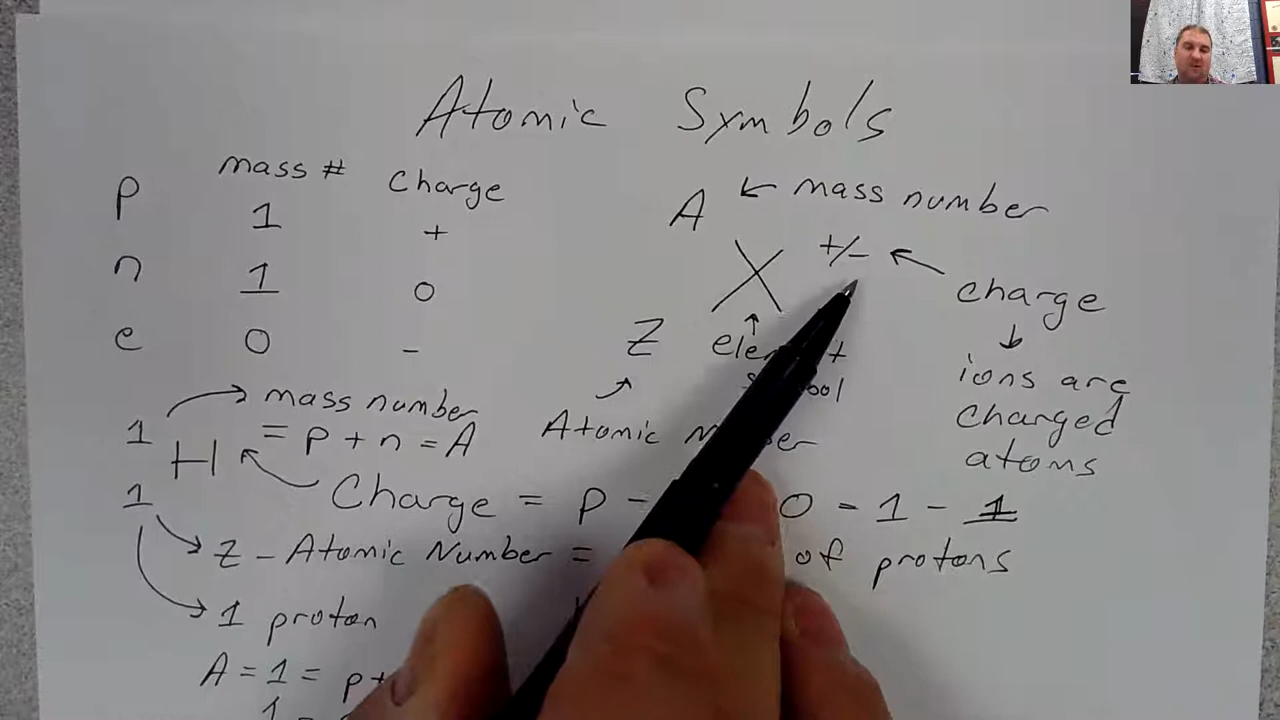 Atomic Symbols
mass # Charge
p 1 +
n 1 0
e 0 -
A ← mass number
X +/- ← charge
Z
ions are
charged
atoms
Atomic
1 H mass number
= p + n = A
1 Charge = p - 0 = 1 - 1
Z - Atomic Number = of protons
1 proton
A = 1 = p+